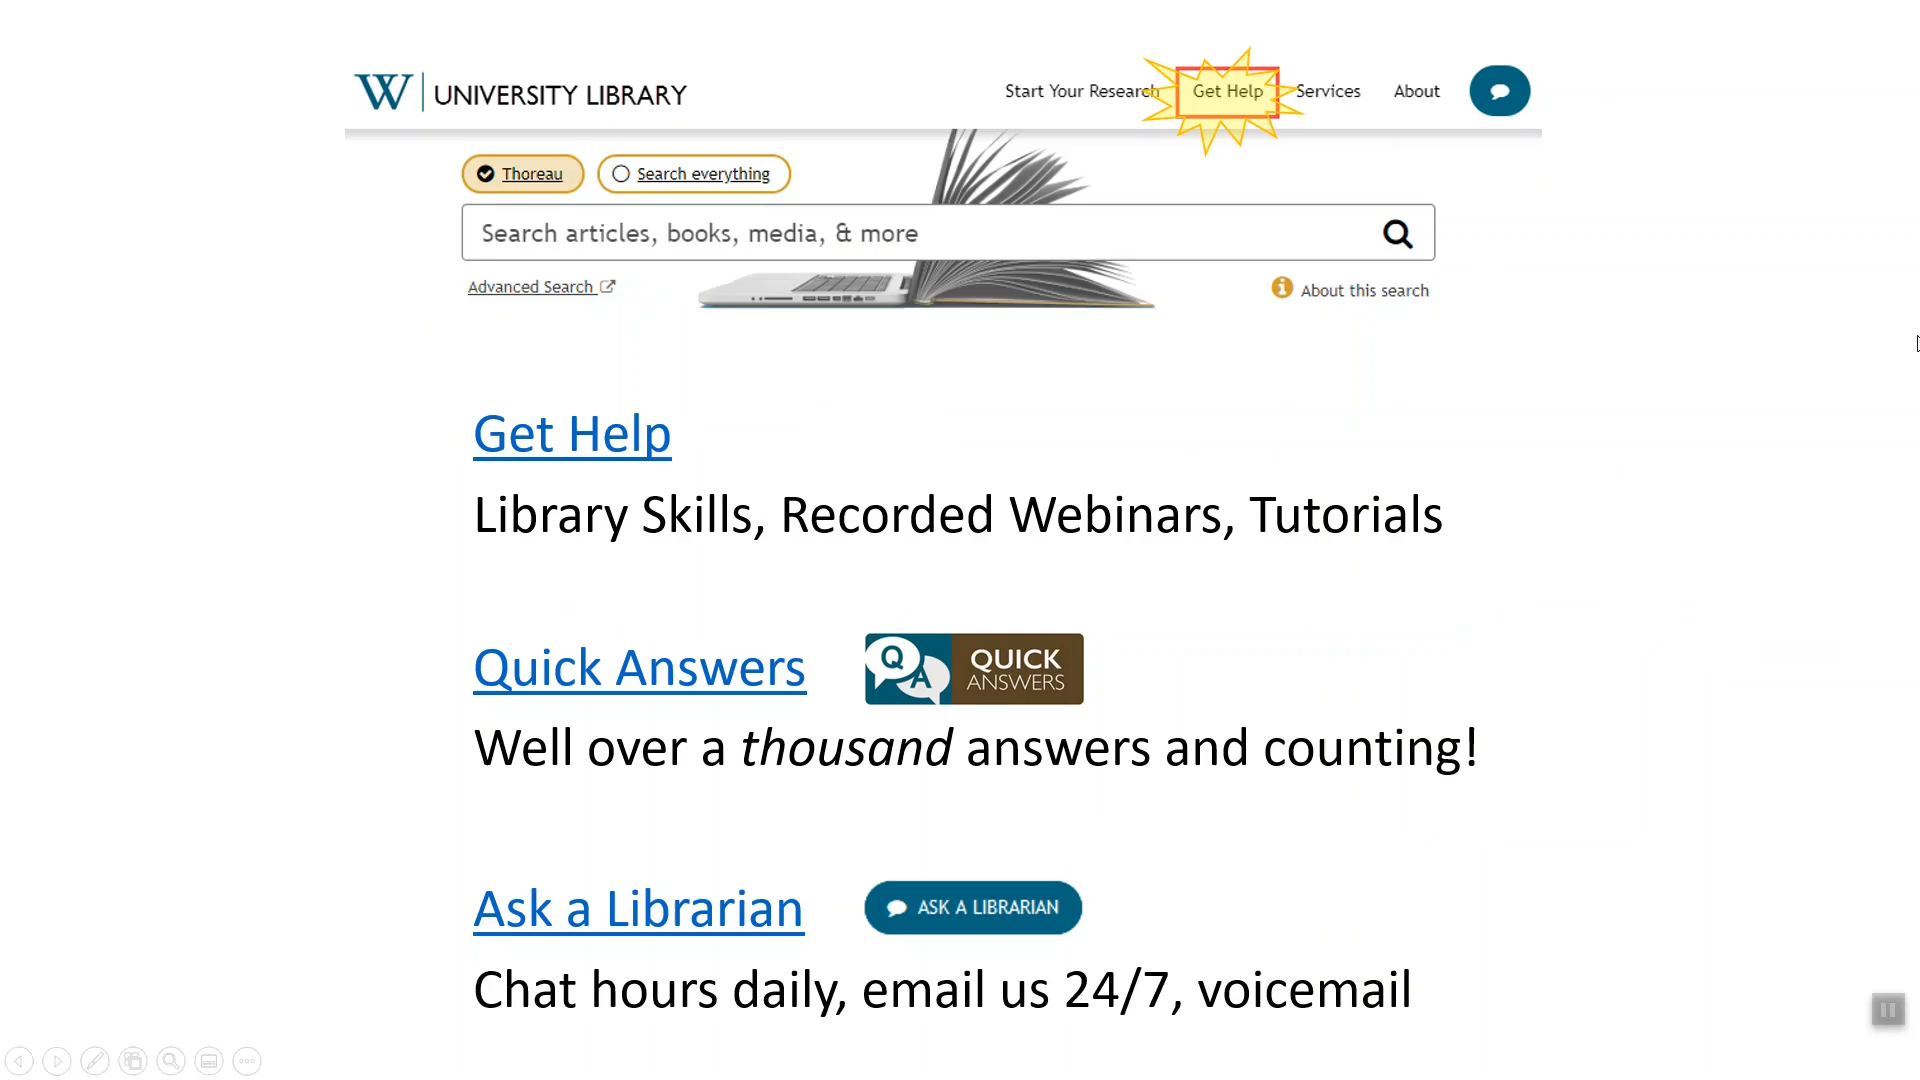 W UNIVERSITY LIBRARY
Start Your Research Get Help Services About
Thoreau Search everything
Search articles, books, media, & more
Advanced Search
About this search
Get Help
Library Skills, Recorded Webinars, Tutorials
Quick Answers
Q A QUICK ANSWERS
Well over a thousand answers and counting!
Ask a Librarian
ASK A LIBRARIAN
Chat hours daily, email us 24/7, voicemail